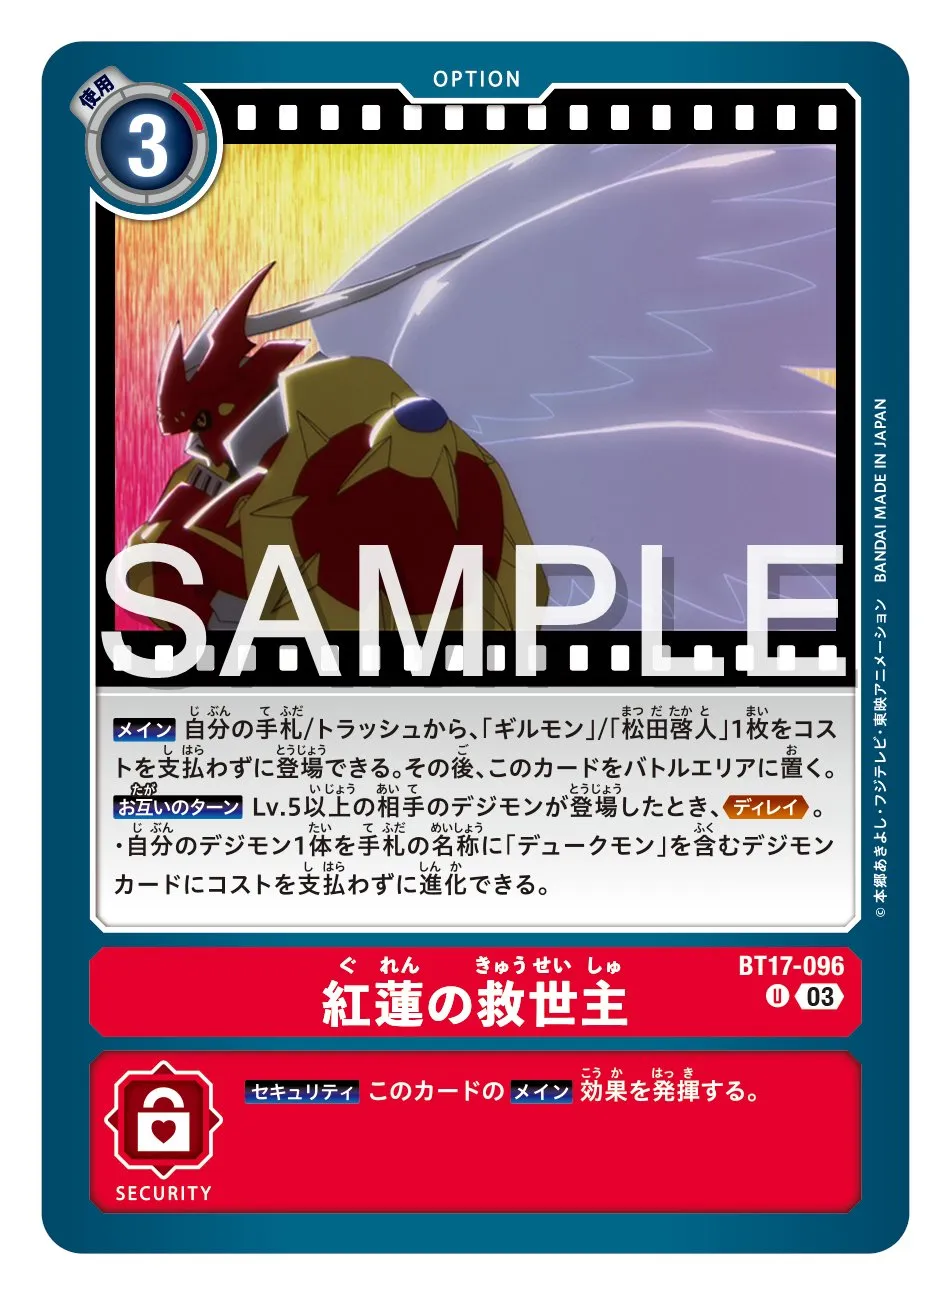 OPTION
使用
3
SAMPLE
メイン 自分の手札/トラッシュから、「ギルモン」/「松田啓人」1枚をコス
トを支払わずに登場できる。その後、このカードをバトルエリアに置く。
お互いのターン Lv.5以上の相手のデジモンが登場したとき、ディレイ。
・自分のデジモン1体を手札の名称に「デュークモン」を含むデジモン
カードにコストを支払わずに進化できる。
©本郷あきよし・フジテレビ・東映アニメーション BANDAI MADE IN JAPAN
BT17-096
ぐれん きゅうせいしゅ
紅蓮の救世主
U 03
セキュリティ このカードの メイン 効果を発揮する。
SECURITY